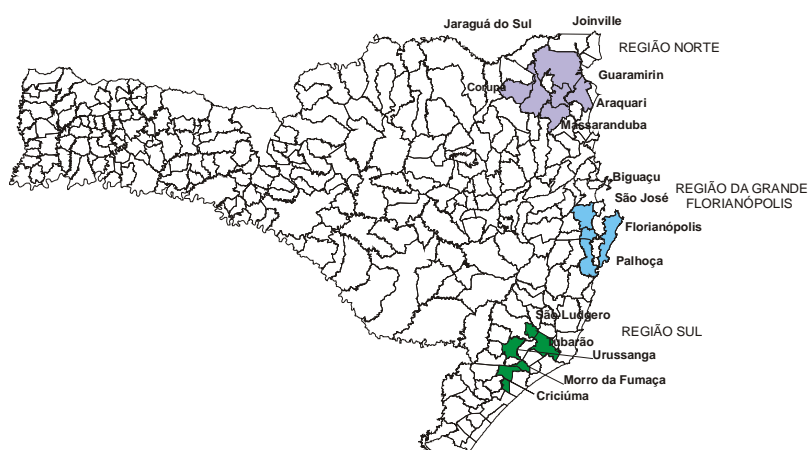 Jaraguá do Sul
Joinville
REGIÃO NORTE
Guaramirin
Corupá
Araquari
Massaranduba
Biguaçu
São José
REGIÃO DA GRANDE
FLORIANÓPOLIS
Florianópolis
Palhoça
São Ludgero
REGIÃO SUL
Tubarão
Urussanga
Morro da Fumaça
Criciúma